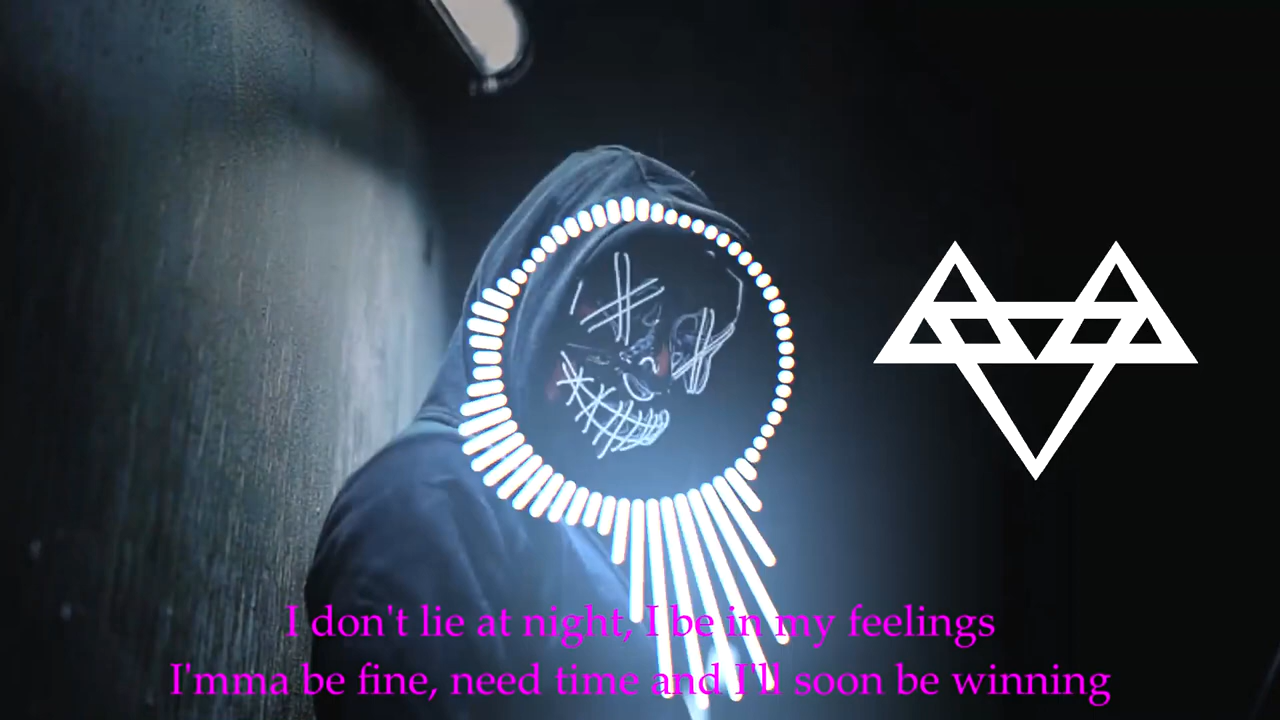 I don't lie at night, I be in my feelings
I'mma be fine, need time and I'll soon be winning